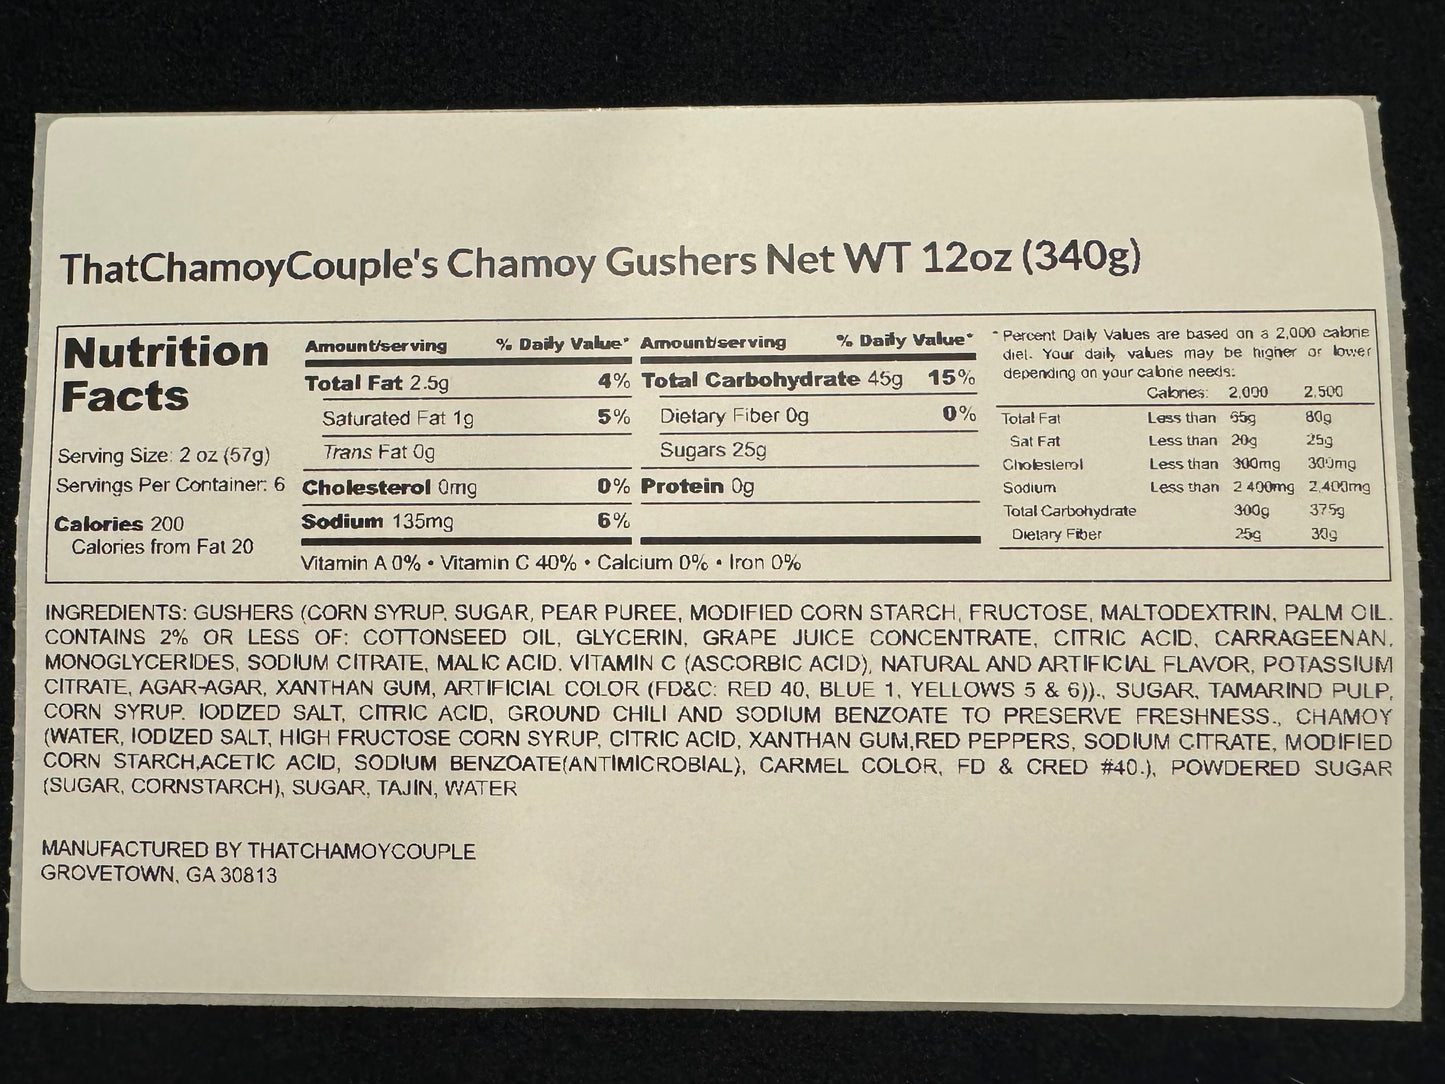 ThatChamoyCouple's Chamoy Gushers Net WT 12oz (340g)
Nutrition
Facts
Serving Size: 2 oz (57g)
Servings Per Container: 6
Calories 200
Calories from Fat 20
Amount/serving % Daily Value*
Total Fat 2.5g 4%
Saturated Fat 1g 5%
Trans Fat 0g
Cholesterol 0mg 0%
Sodium 135mg 6%
Amount/serving % Daily Value*
Total Carbohydrate 45g 15%
Dietary Fiber 0g 0%
Sugars 25g
Protein 0g
Vitamin A 0% • Vitamin C 40% • Calcium 0% • Iron 0%
* Percent Daily Values are based on a 2,000 calorie
diet. Your daily values may be higher or lower
depending on your calorie needs:
Calories: 2,000 2,500
Total Fat Less than 65g 80g
Sat Fat Less than 20g 25g
Cholesterol Less than 300mg 300mg
Sodium Less than 2 400mg 2,400mg
Total Carbohydrate 300g 375g
Dietary Fiber 25g 30g
INGREDIENTS: GUSHERS (CORN SYRUP, SUGAR, PEAR PUREE, MODIFIED CORN STARCH, FRUCTOSE, MALTODEXTRIN, PALM OIL.
CONTAINS 2% OR LESS OF: COTTONSEED OIL, GLYCERIN, GRAPE JUICE CONCENTRATE, CITRIC ACID, CARRAGEENAN,
MONOGLYCERIDES, SODIUM CITRATE, MALIC ACID, VITAMIN C (ASCORBIC ACID), NATURAL AND ARTIFICIAL FLAVOR, POTASSIUM
CITRATE, AGAR-AGAR, XANTHAN GUM, ARTIFICIAL COLOR (FD&C: RED 40, BLUE 1, YELLOWS 5 & 6))., SUGAR, TAMARIND PULP,
CORN SYRUP, IODIZED SALT, CITRIC ACID, GROUND CHILI AND SODIUM BENZOATE TO PRESERVE FRESHNESS., CHAMOY
(WATER, IODIZED SALT, HIGH FRUCTOSE CORN SYRUP, CITRIC ACID, XANTHAN GUM,RED PEPPERS, SODIUM CITRATE, MODIFIED
CORN STARCH,ACETIC ACID, SODIUM BENZOATE(ANTIMICROBIAL), CARMEL COLOR, FD & CRED #40.), POWDERED SUGAR
(SUGAR, CORNSTARCH), SUGAR, TAJIN, WATER
MANUFACTURED BY THATCHAMOYCOUPLE
GROVETOWN, GA 30813